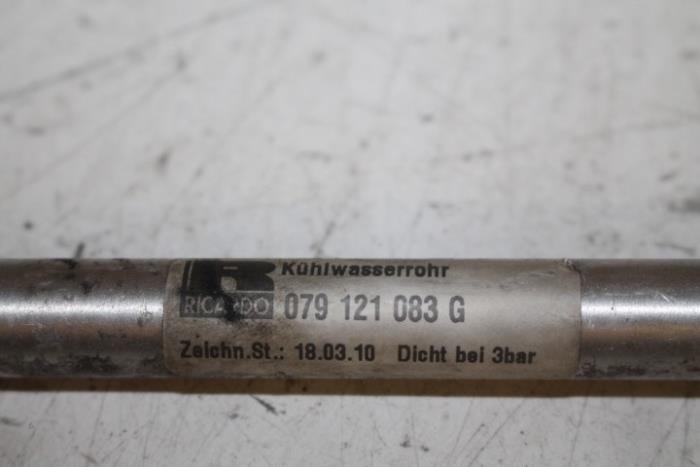 Kühlwasserrohr
RICARDO 079 121 083 G
Zeichn.St.: 18.03.10 Dicht bei 3bar